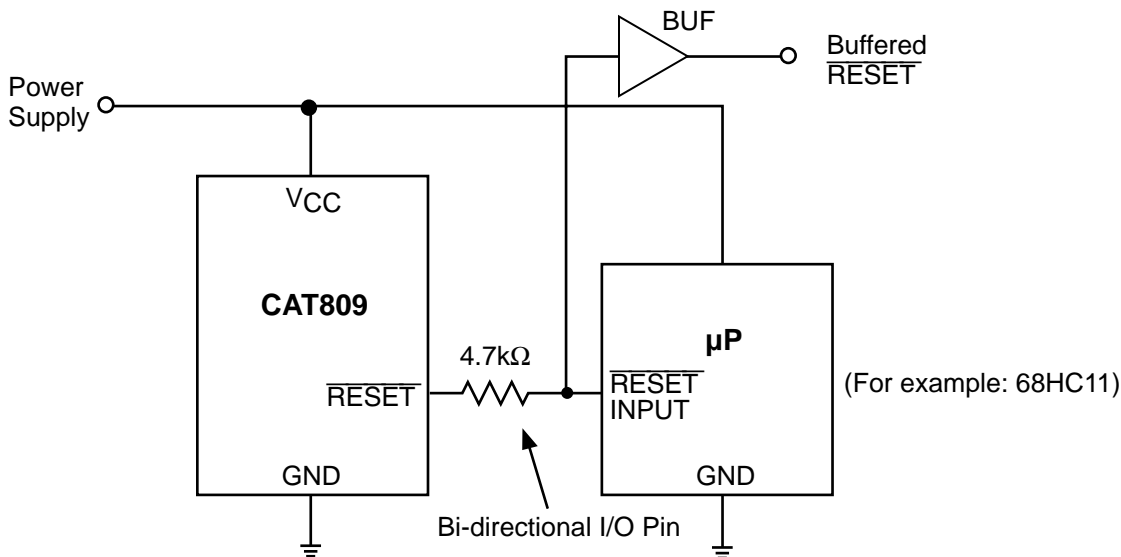 BUF
Buffered
RESET
Power
Supply
VCC
CAT809
µP
4.7kΩ
RESET
RESET
INPUT
(For example: 68HC11)
GND
GND
Bi-directional I/O Pin